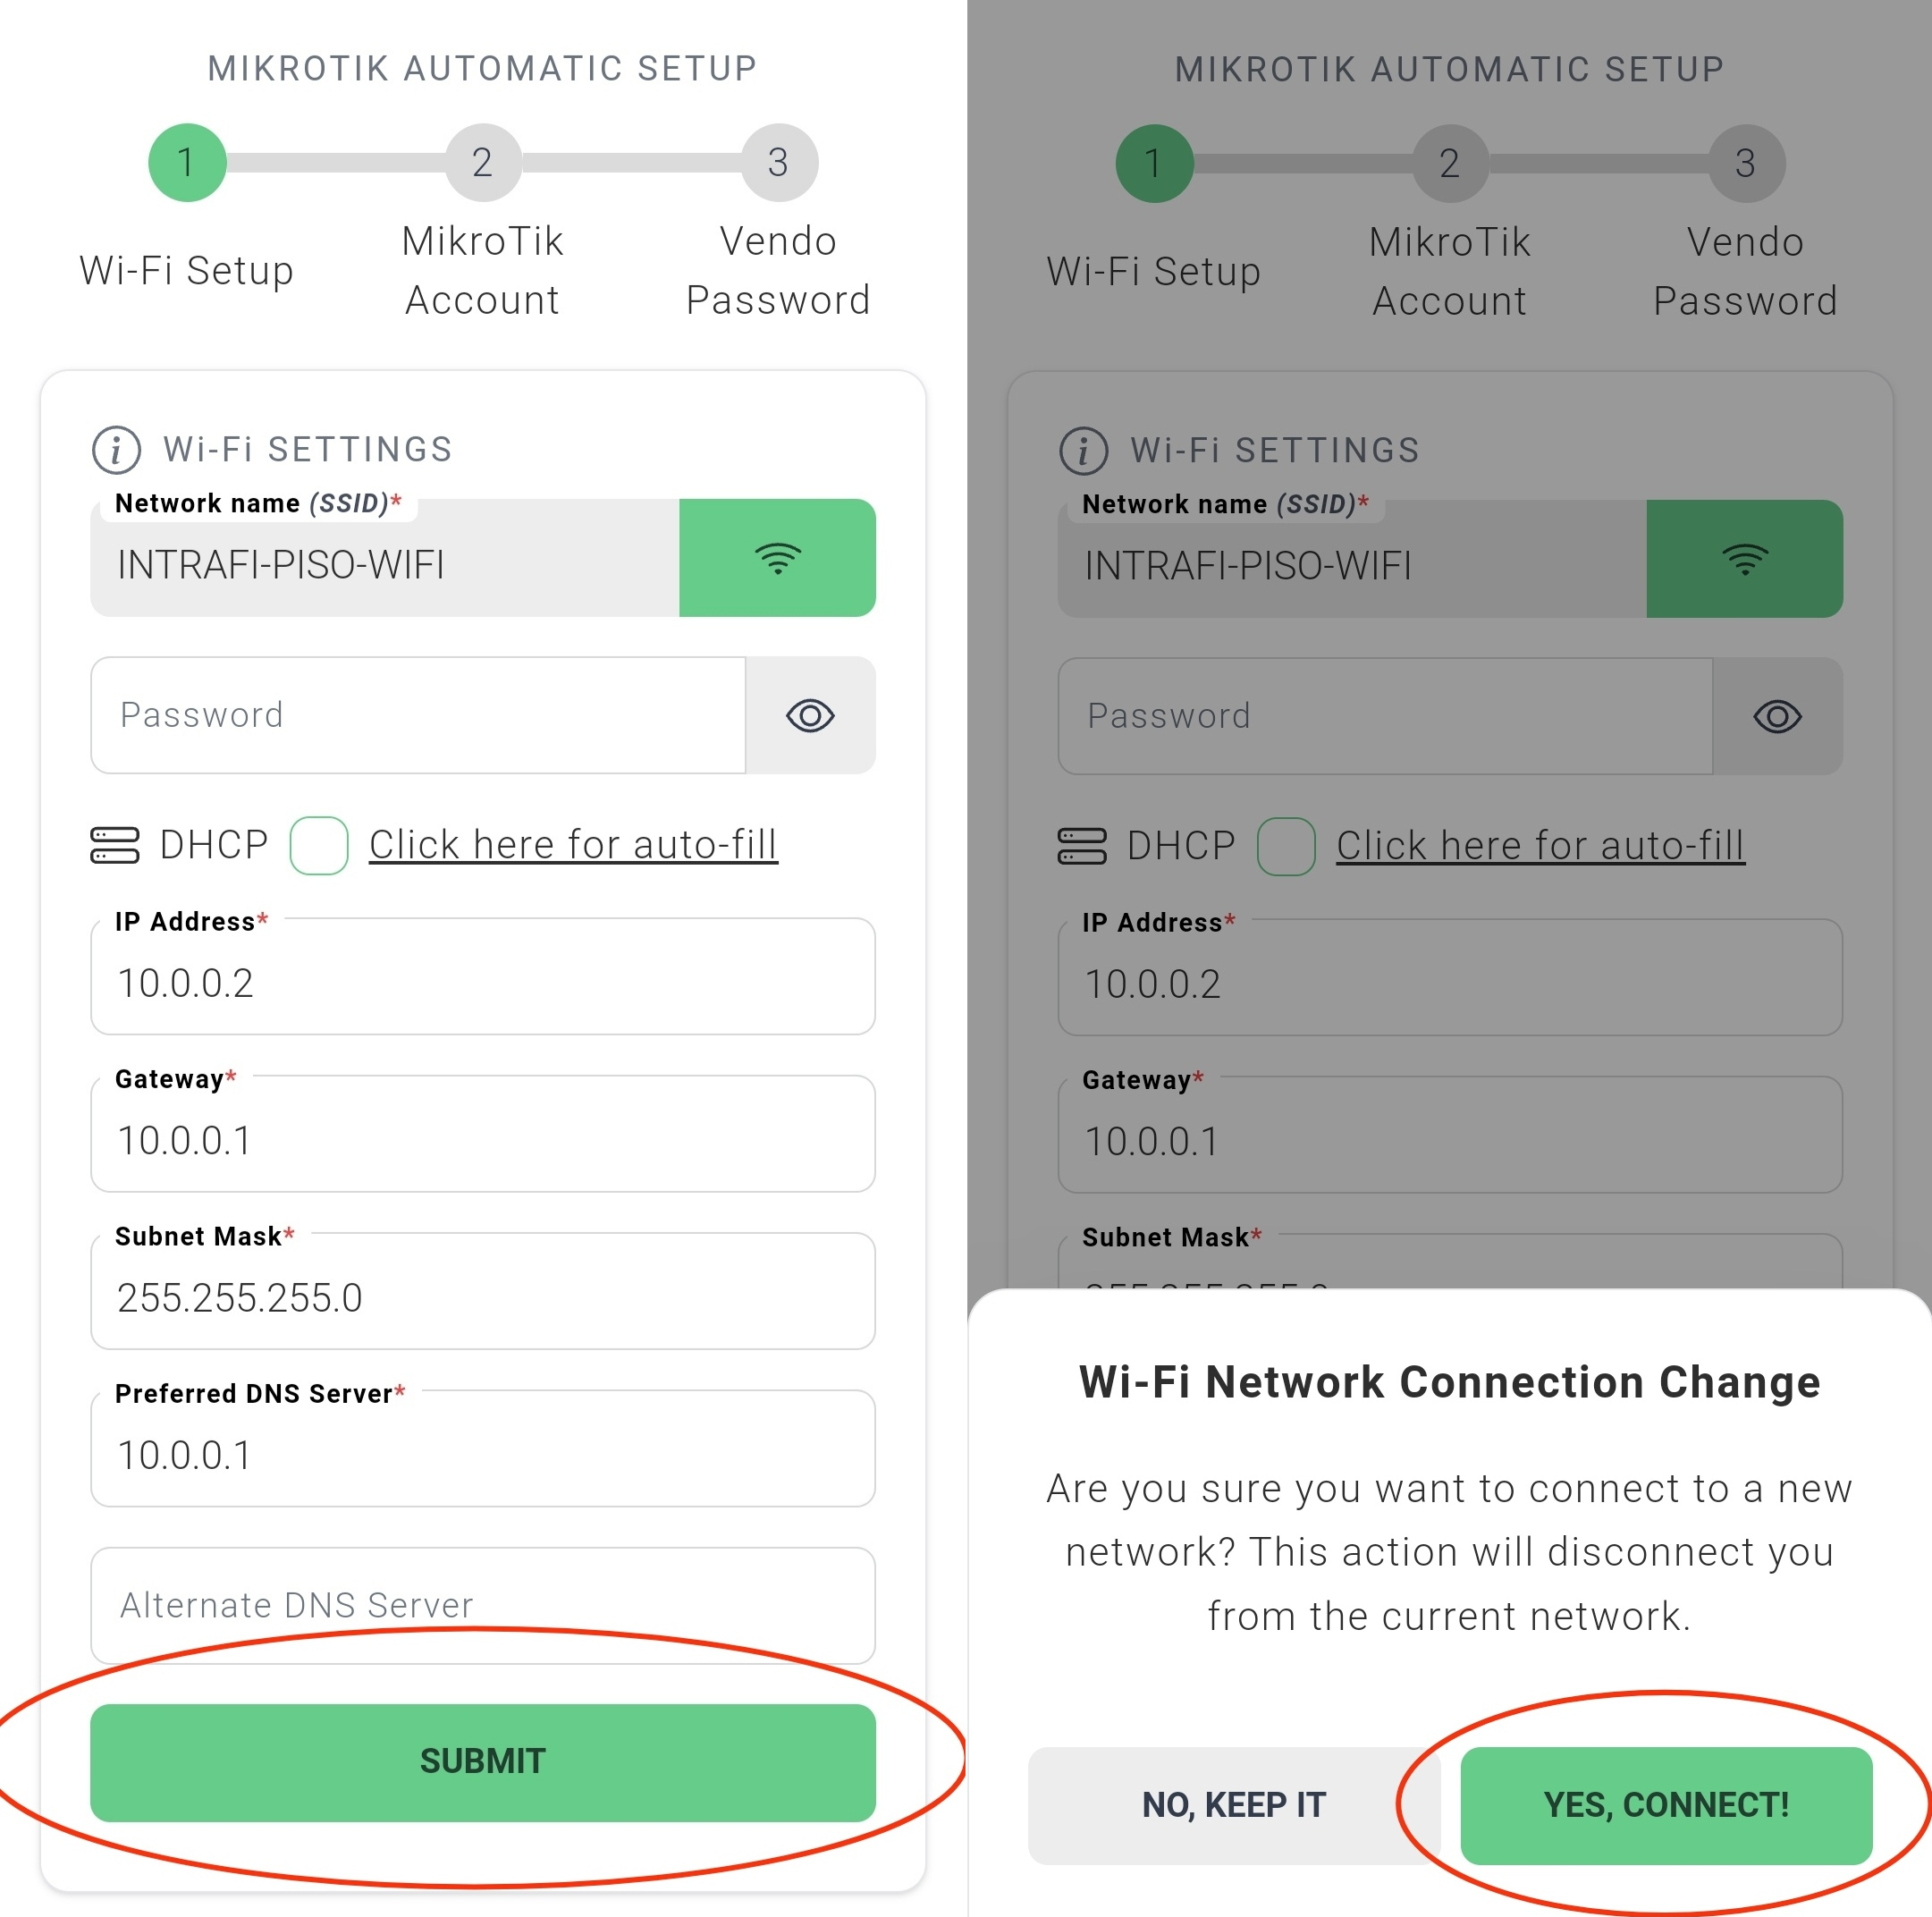 MIKROTIK AUTOMATIC SETUP
1
2
3
Wi-Fi Setup
MikroTik
Account
Vendo
Password
Wi-Fi SETTINGS
Network name (SSID)*
INTRAFI-PISO-WIFI
Password
DHCP
Click here for auto-fill
IP Address*
10.0.0.2
Gateway*
10.0.0.1
Subnet Mask*
255.255.255.0
Preferred DNS Server*
10.0.0.1
Alternate DNS Server
SUBMIT
MIKROTIK AUTOMATIC SETUP
1
2
3
Wi-Fi Setup
MikroTik
Account
Vendo
Password
Wi-Fi SETTINGS
Network name (SSID)*
INTRAFI-PISO-WIFI
Password
DHCP
Click here for auto-fill
IP Address*
10.0.0.2
Gateway*
10.0.0.1
Subnet Mask*
255.255.255.0
Wi-Fi Network Connection Change
Are you sure you want to connect to a new
network? This action will disconnect you
from the current network.
NO, KEEP IT
YES, CONNECT!